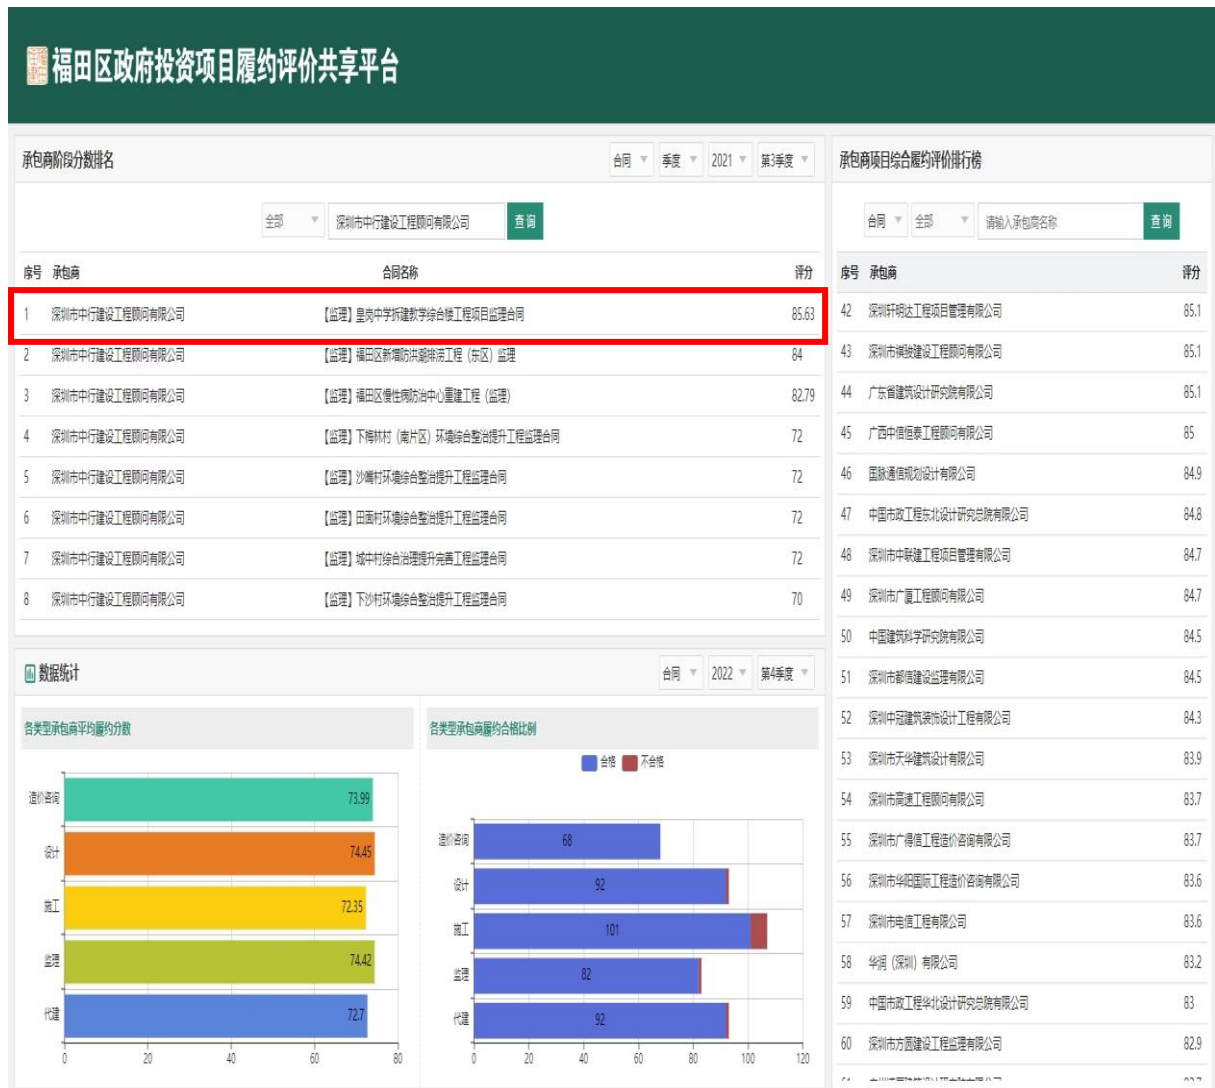 福田区政府投资项目履约评价共享平台
承包商阶段分数排名
合同 季度 2021 第3季度
全部 深圳市中行建设工程顾问有限公司 查询
序号 承包商 合同名称 评分
1 深圳市中行建设工程顾问有限公司 【监理】皇岗中学拆建教学综合楼工程项目监理合同 85.63
2 深圳市中行建设工程顾问有限公司 【监理】福田区新增防洪潮排涝工程（东区）监理 84
3 深圳市中行建设工程顾问有限公司 【监理】福田区慢性病防治中心重建工程（监理） 82.79
4 深圳市中行建设工程顾问有限公司 【监理】下梅林村（南片区）环境综合整治提升工程监理合同 72
5 深圳市中行建设工程顾问有限公司 【监理】沙嘴村环境综合整治提升工程监理合同 72
6 深圳市中行建设工程顾问有限公司 【监理】田面村环境综合整治提升工程监理合同 72
7 深圳市中行建设工程顾问有限公司 【监理】城中村综合治理提升完善工程监理合同 72
8 深圳市中行建设工程顾问有限公司 【监理】下沙村环境综合整治提升工程监理合同 70
数据统计
合同 2022 第4季度
各类型承包商平均履约分数
造价咨询 73.99
设计 74.45
施工 72.35
监理 74.42
代建 72.7
0 20 40 60 80
各类型承包商履约合格比例
合格 不合格
造价咨询 68
设计 92
施工 101
监理 82
代建 92
0 20 40 60 80 100 120
承包商项目综合履约评价排行榜
合同 全部 请输入承包商名称 查询
序号 承包商 评分
42 深圳轩明达工程项目管理有限公司 85.1
43 深圳市祺骏建设工程顾问有限公司 85.1
44 广东省建筑设计研究院有限公司 85.1
45 广西中信恒泰工程顾问有限公司 85
46 国脉通信规划设计有限公司 84.9
47 中国市政工程东北设计研究总院有限公司 84.8
48 深圳市中联建工程项目管理有限公司 84.7
49 深圳市广厦工程顾问有限公司 84.7
50 中国建筑科学研究院有限公司 84.5
51 深圳市都信建设监理有限公司 84.5
52 深圳中冠建筑装饰设计工程有限公司 84.3
53 深圳市天华建筑设计有限公司 83.9
54 深圳市高速工程顾问有限公司 83.7
55 深圳市广得信工程造价咨询有限公司 83.7
56 深圳市华阳国际工程造价咨询有限公司 83.6
57 深圳市电信工程有限公司 83.6
58 华润（深圳）有限公司 83.2
59 中国市政工程华北设计研究总院有限公司 83
60 深圳市方圆建设工程监理有限公司 82.9